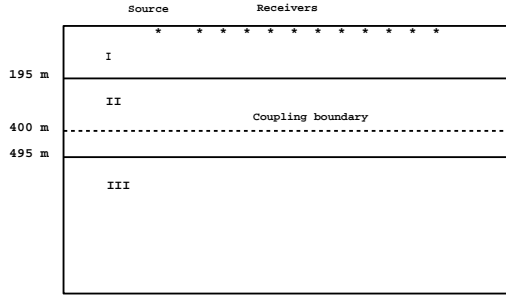 Source Receivers
* * * * * * * * * * * *
I
195 m
II
Coupling boundary
400 m
495 m
III